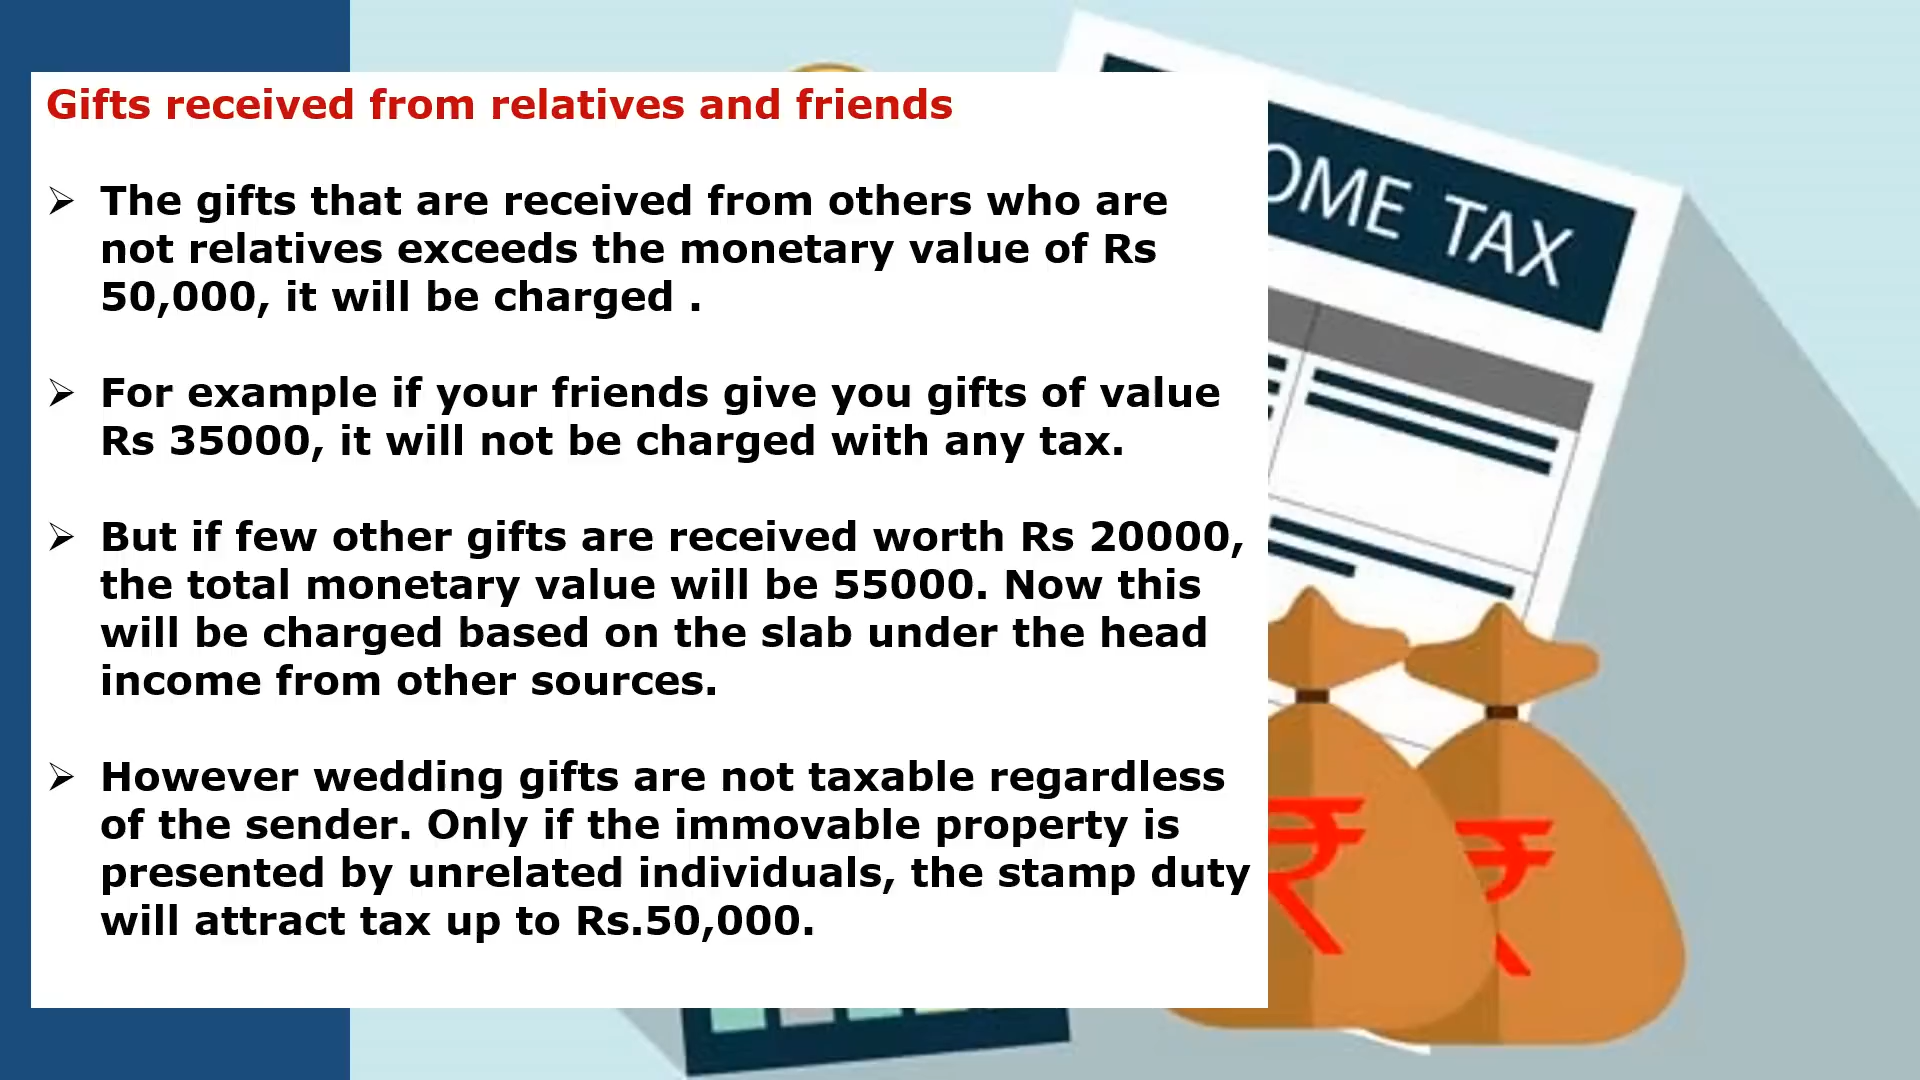 Gifts received from relatives and friends
➢ The gifts that are received from others who are
not relatives exceeds the monetary value of Rs
50,000, it will be charged .
➢ For example if your friends give you gifts of value
Rs 35000, it will not be charged with any tax.
➢ But if few other gifts are received worth Rs 20000,
the total monetary value will be 55000. Now this
will be charged based on the slab under the head
income from other sources.
➢ However wedding gifts are not taxable regardless
of the sender. Only if the immovable property is
presented by unrelated individuals, the stamp duty
will attract tax up to Rs.50,000.
OME TAX
₹ ₹